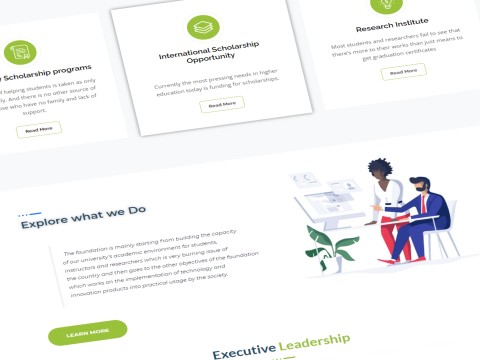 Scholarship programs
helping students is taken as only
And there is no other source of
who have no family and lack of
support.
Read More
International Scholarship
Opportunity
Currently the most pressing needs in higher
education today is funding for scholarships.
Read More
Research Institute
Most students and researchers fail to see that
there's more to their works than just means to
get graduation certificates
Read More
Explore what we Do
The foundation is mainly starting from building the capacity
of our university's academic environment for students,
instructors and researchers which is very burning issue of
the country and then goes to the other objectives of the foundation
which works on the implementation of technology and
innovation products into practical usage by the society.
LEARN MORE
Executive Leadership